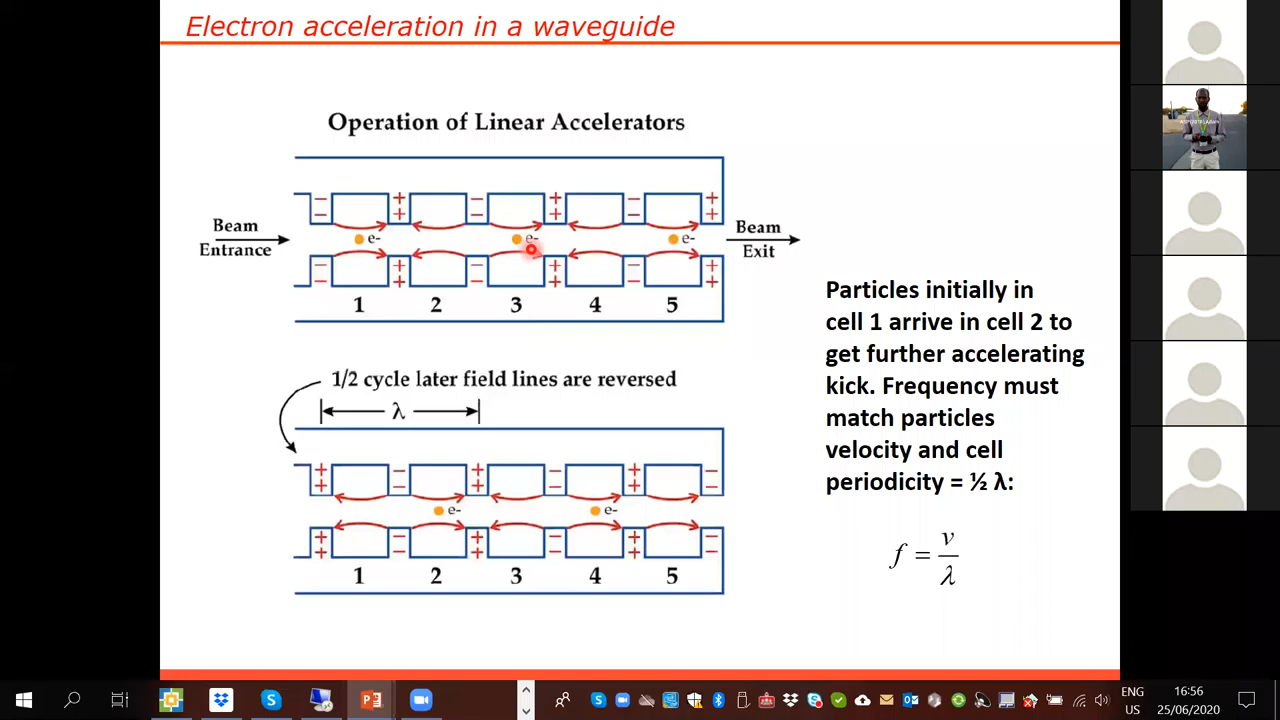 Electron acceleration in a waveguide
Operation of Linear Accelerators
Beam
Entrance
e-
e-
e-
Beam
Exit
1 2 3 4 5
1/2 cycle later field lines are reversed
λ
e-
e-
1 2 3 4 5
Particles initially in
cell 1 arrive in cell 2 to
get further accelerating
kick. Frequency must
match particles
velocity and cell
periodicity = ½ λ:
f = v/λ
ENG
US
16:56
25/06/2020